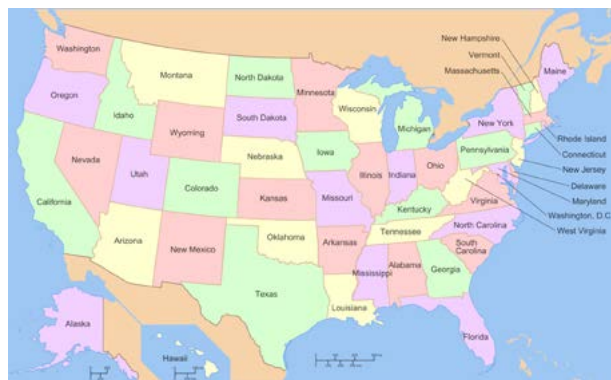 New Hampshire
Vermont
Massachusetts
Washington
Montana
North Dakota
Minnesota
Maine
Oregon
Idaho
Wyoming
South Dakota
Wisconsin
Michigan
New York
Rhode Island
Connecticut
New Jersey
Delaware
Maryland
Washington, D.C
West Virginia
Nevada
Utah
Colorado
Nebraska
Iowa
Illinois
Indiana
Ohio
Pennsylvania
California
Kansas
Missouri
Kentucky
Virginia
Arizona
New Mexico
Oklahoma
Arkansas
Tennessee
North Carolina
South
Carolina
Texas
Louisiana
Mississippi
Alabama
Georgia
Florida
Alaska
Hawaii